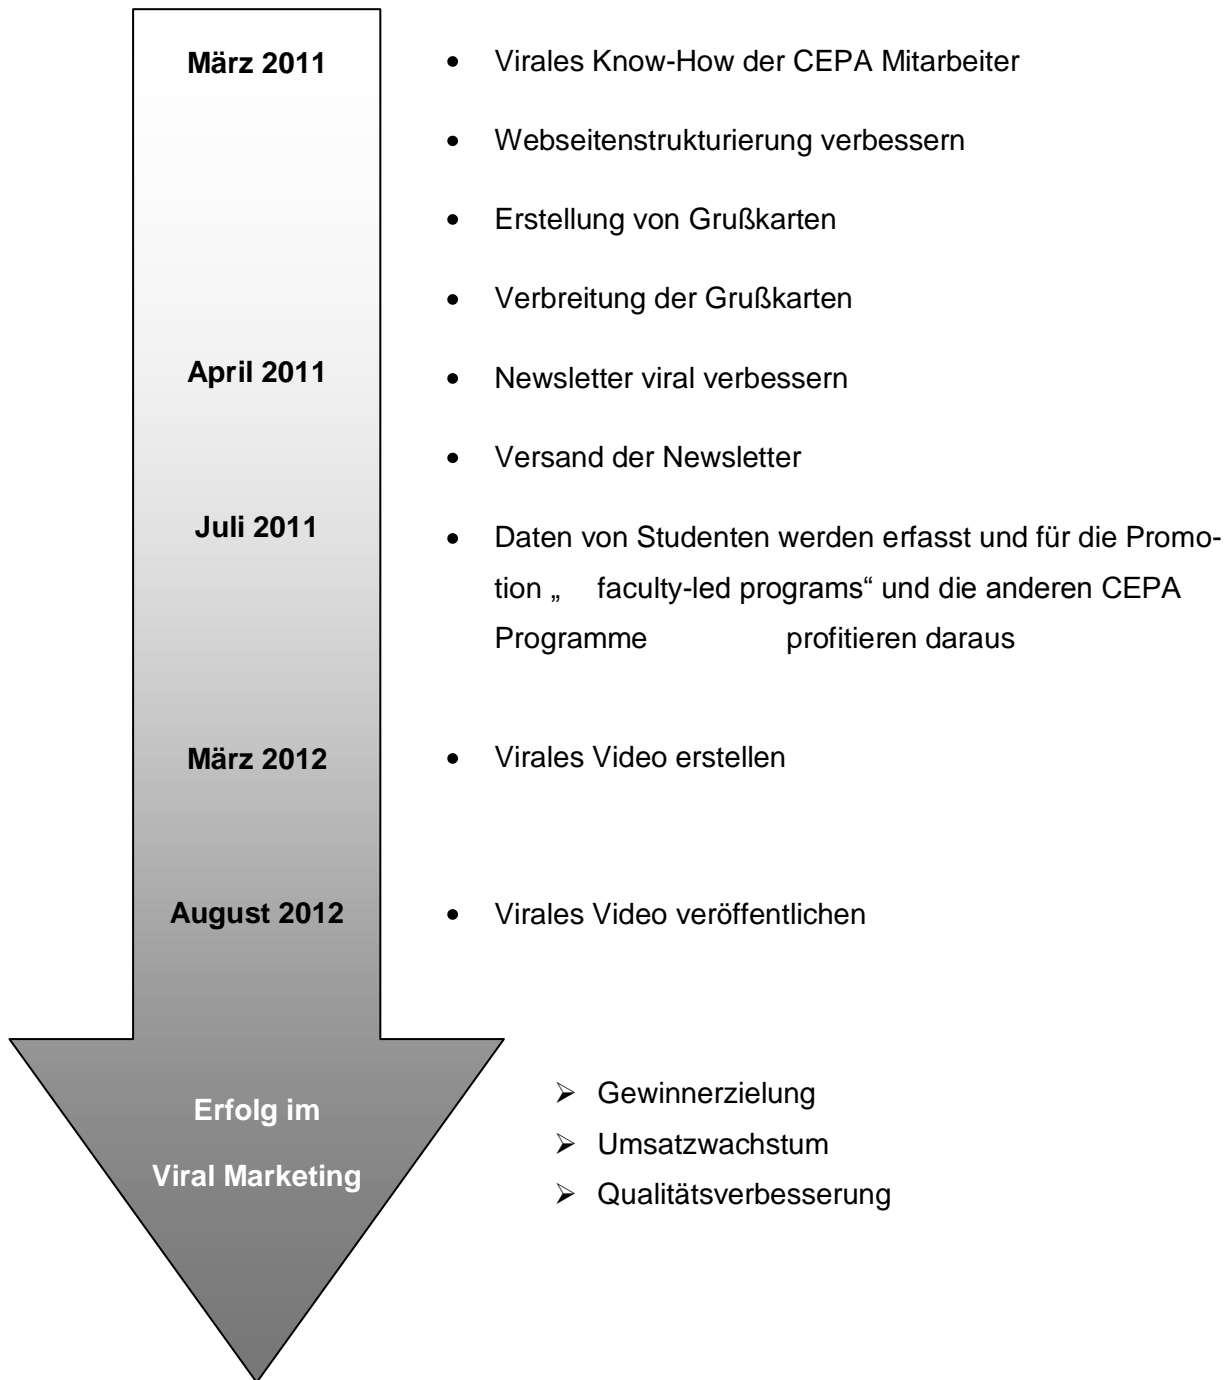 März 2011
• Virales Know-How der CEPA Mitarbeiter
• Webseitenstrukturierung verbessern
• Erstellung von Grußkarten
• Verbreitung der Grußkarten
April 2011
• Newsletter viral verbessern
• Versand der Newsletter
Juli 2011
• Daten von Studenten werden erfasst und für die Promo-
tion „ faculty-led programs“ und die anderen CEPA
Programme profitieren daraus
März 2012
• Virales Video erstellen
August 2012
• Virales Video veröffentlichen
Erfolg im
Viral Marketing
➢ Gewinnerzielung
➢ Umsatzwachstum
➢ Qualitätsverbesserung